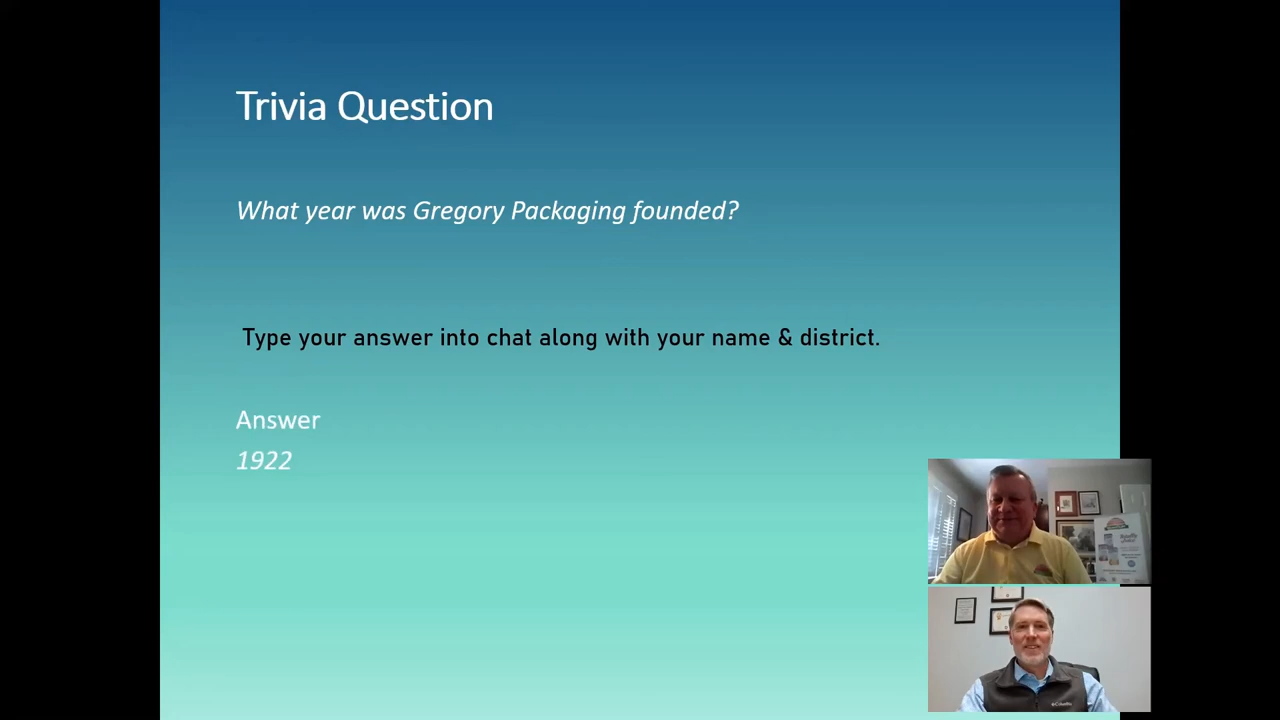 Trivia Question
What year was Gregory Packaging founded?
Type your answer into chat along with your name & district.
Answer
1922
Columbia